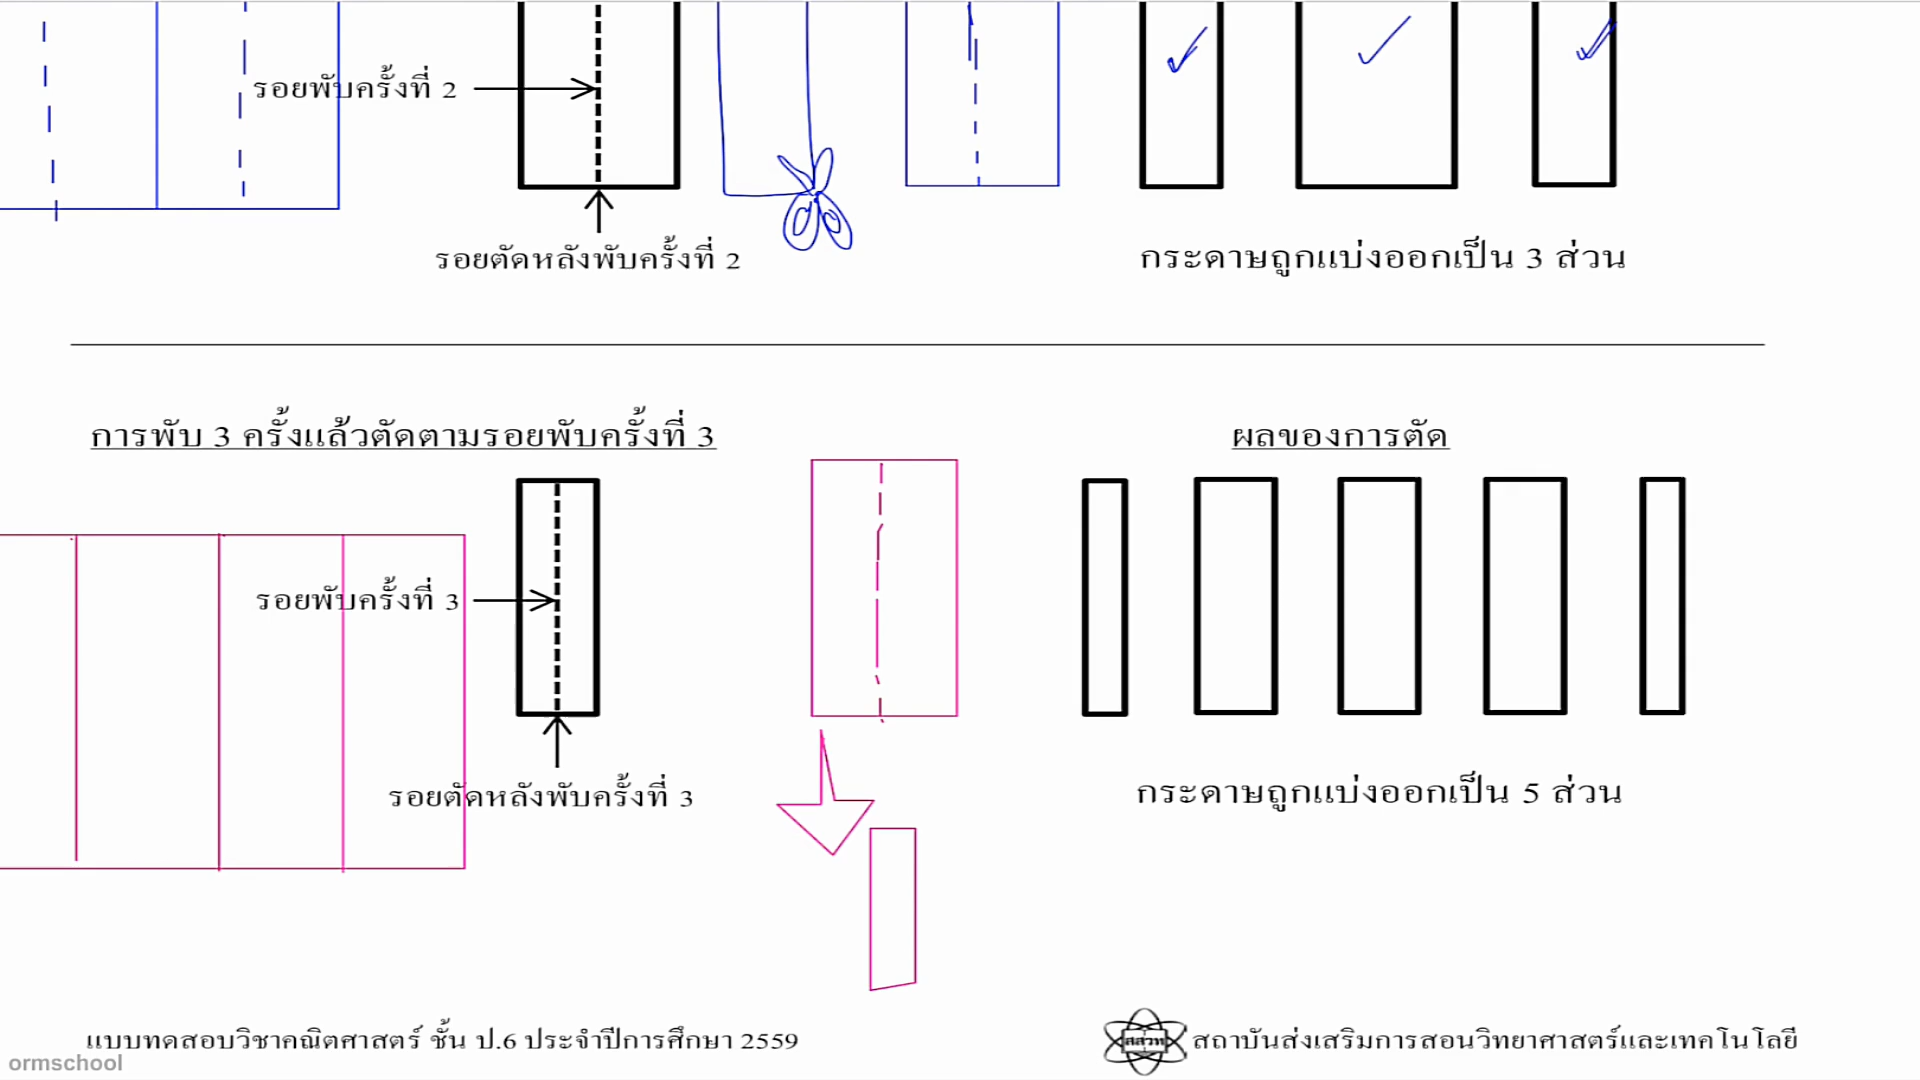 รอยพับครั้งที่ 2
รอยตัดหลังพับครั้งที่ 2
กระดาษถูกแบ่งออกเป็น 3 ส่วน
การพับ 3 ครั้งแล้วตัดตามรอยพับครั้งที่ 3
ผลของการตัด
รอยพับครั้งที่ 3
รอยตัดหลังพับครั้งที่ 3
กระดาษถูกแบ่งออกเป็น 5 ส่วน
แบบทดสอบวิชาคณิตศาสตร์ ชั้น ป.6 ประจำปีการศึกษา 2559
สสวท สถาบันส่งเสริมการสอนวิทยาศาสตร์และเทคโนโลยี
ormschool